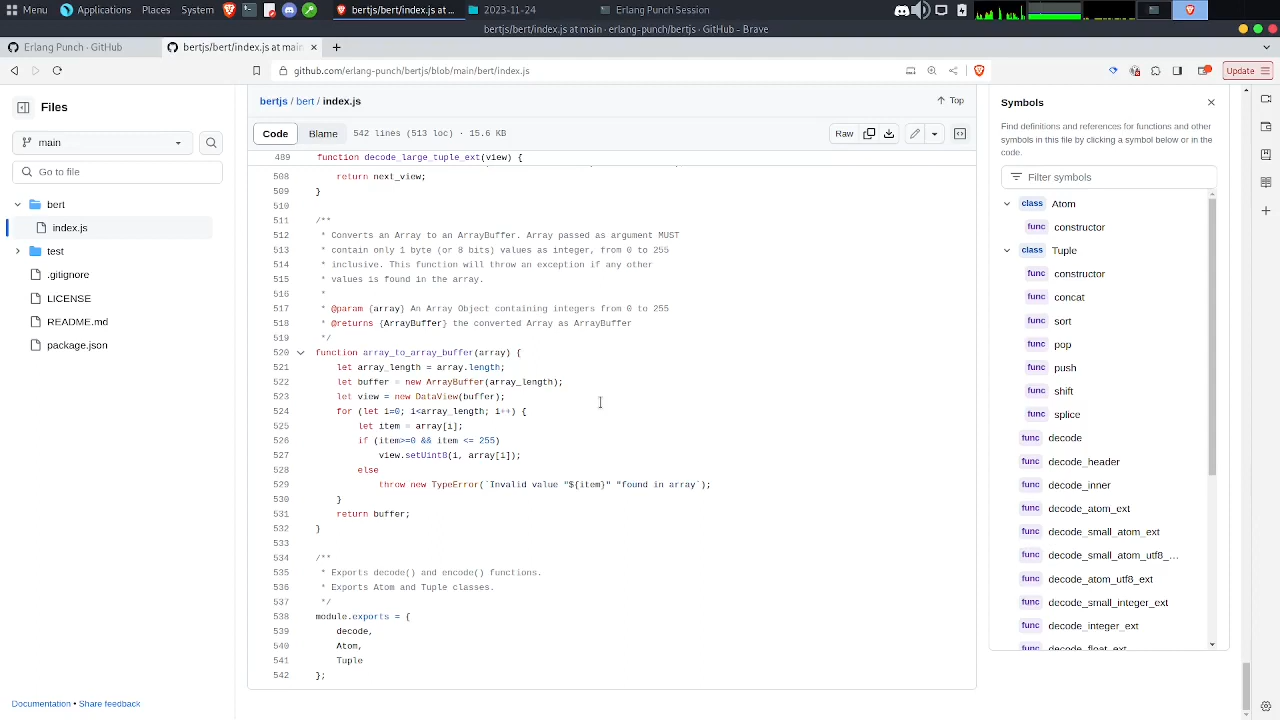 Menu Applications Places System bertjs/bert/index.js at ... 2023-11-24 Erlang Punch Session
bertjs/bert/index.js at main · erlang-punch/bertjs · GitHub - Brave
Erlang Punch · GitHub bertjs/bert/index.js at main
github.com/erlang-punch/bertjs/blob/main/bert/index.js Update
Files
main
Go to file
bert
index.js
test
.gitignore
LICENSE
README.md
package.json
Documentation • Share feedback
bertjs / bert / index.js Top
Code Blame 542 lines (513 loc) · 15.6 KB Raw
489 function decode_large_tuple_ext(view) {
508 return next_view;
509 }
510
511 /**
512 * Converts an Array to an ArrayBuffer. Array passed as argument MUST
513 * contain only 1 byte (or 8 bits) values as integer, from 0 to 255
514 * inclusive. This function will throw an exception if any other
515 * values is found in the array.
516 *
517 * @param {array} An Array Object containing integers from 0 to 255
518 * @returns {ArrayBuffer} the converted Array as ArrayBuffer
519 */
520 function array_to_array_buffer(array) {
521 let array_length = array.length;
522 let buffer = new ArrayBuffer(array_length);
523 let view = new DataView(buffer);
524 for (let i=0; i<array_length; i++) {
525 let item = array[i];
526 if (item>=0 && item <= 255)
527 view.setUint8(i, array[i]);
528 else
529 throw new TypeError(`Invalid value "${item}" "found in array`);
530 }
531 return buffer;
532 }
533
534 /**
535 * Exports decode() and encode() functions.
536 * Exports Atom and Tuple classes.
537 */
538 module.exports = {
539 decode,
540 Atom,
541 Tuple
542 };
Symbols
Find definitions and references for functions and other
symbols in this file by clicking a symbol below or in the
code.
Filter symbols
class Atom
func constructor
class Tuple
func constructor
func concat
func sort
func pop
func push
func shift
func splice
func decode
func decode_header
func decode_inner
func decode_atom_ext
func decode_small_atom_ext
func decode_small_atom_utf8_...
func decode_atom_utf8_ext
func decode_small_integer_ext
func decode_integer_ext
func decode_float_ext